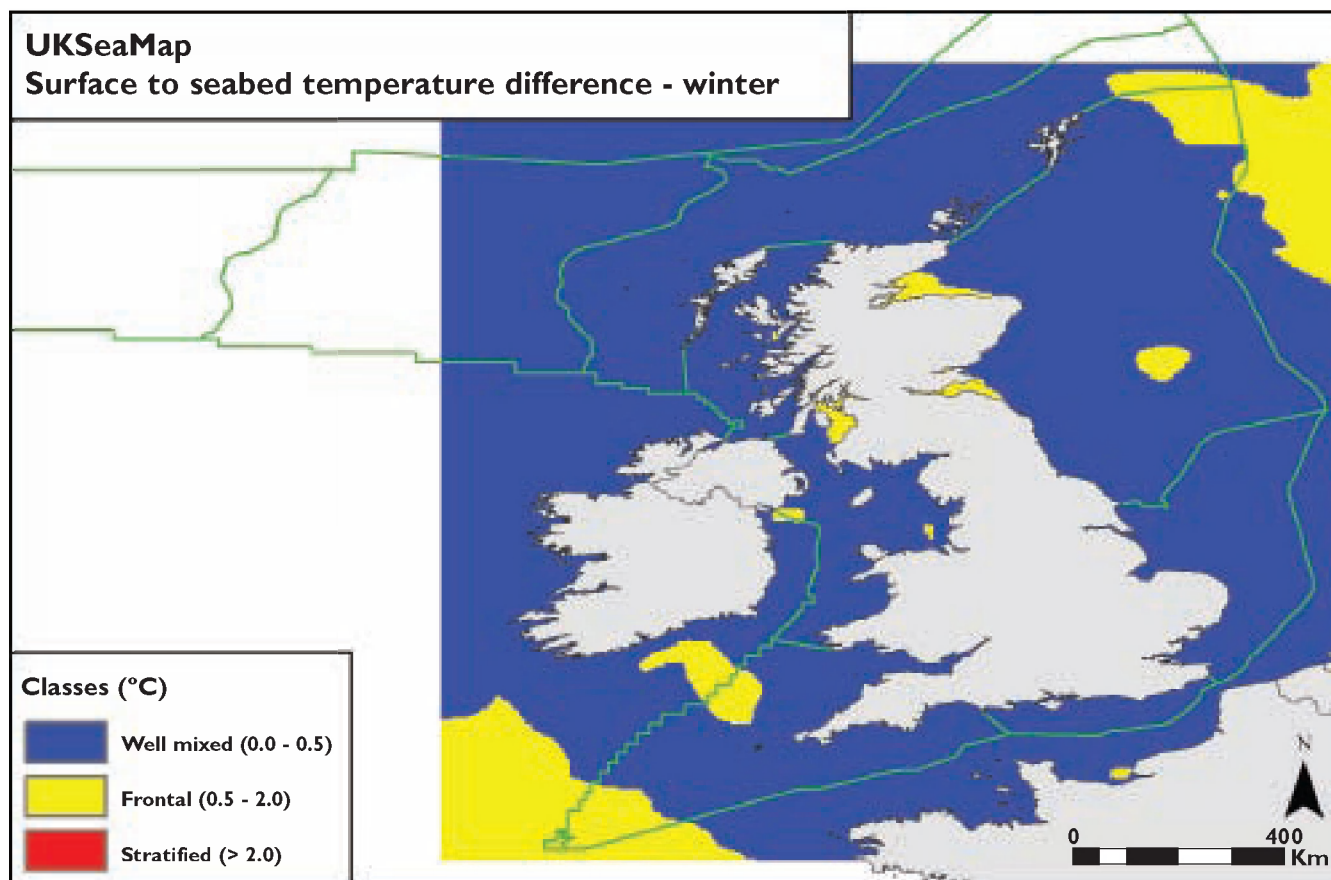 UKSeaMap
Surface to seabed temperature difference - winter
Classes (°C)
Well mixed (0.0 - 0.5)
Frontal (0.5 - 2.0)
Stratified (> 2.0)
N
0 400
Km